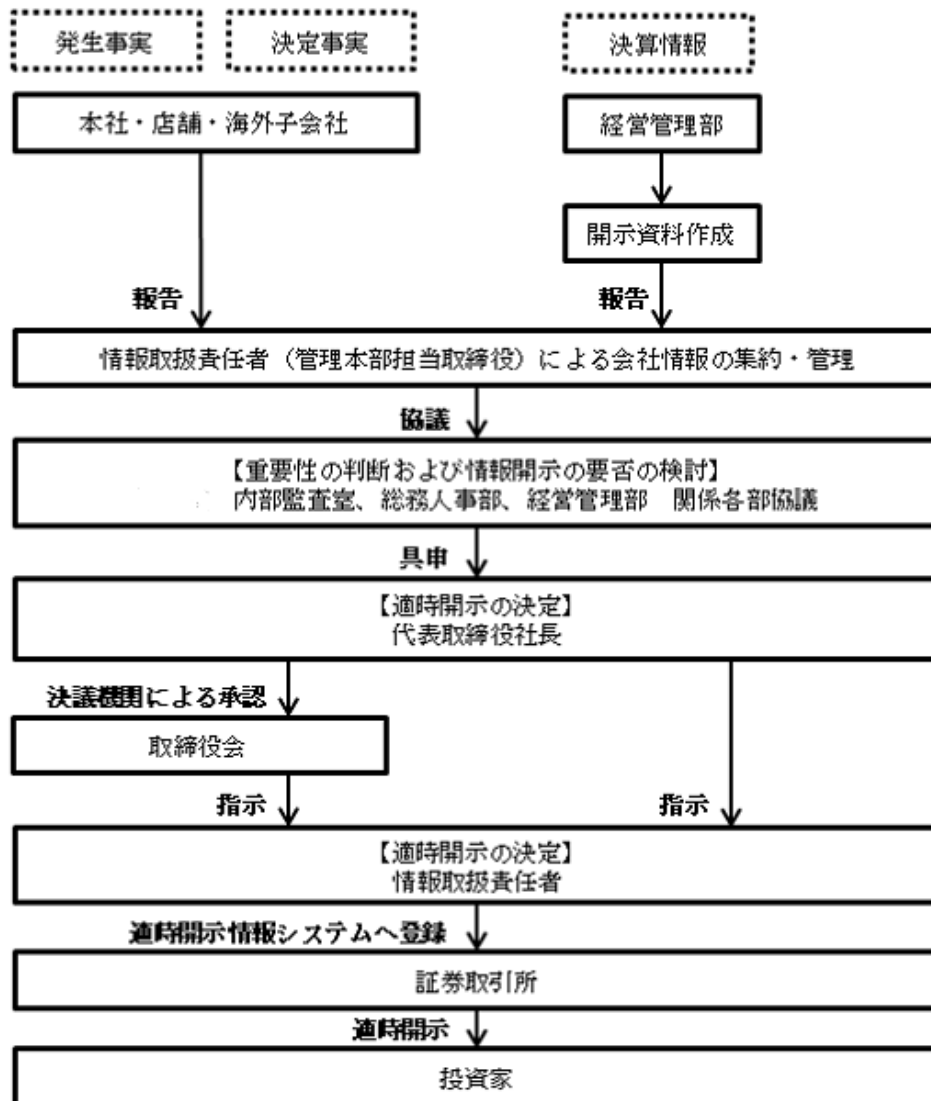 発生事実
決定事実
決算情報
本社・店舗・海外子会社
経営管理部
開示資料作成
報告
報告
情報取扱責任者（管理本部担当取締役）による会社情報の集約・管理
協議
【重要性の判断および情報開示の要否の検討】
内部監査室、総務人事部、経営管理部　関係各部協議
具申
【適時開示の決定】
代表取締役社長
決議機関による承認
取締役会
指示
指示
【適時開示の決定】
情報取扱責任者
適時開示情報システムへ登録
証券取引所
適時開示
投資家